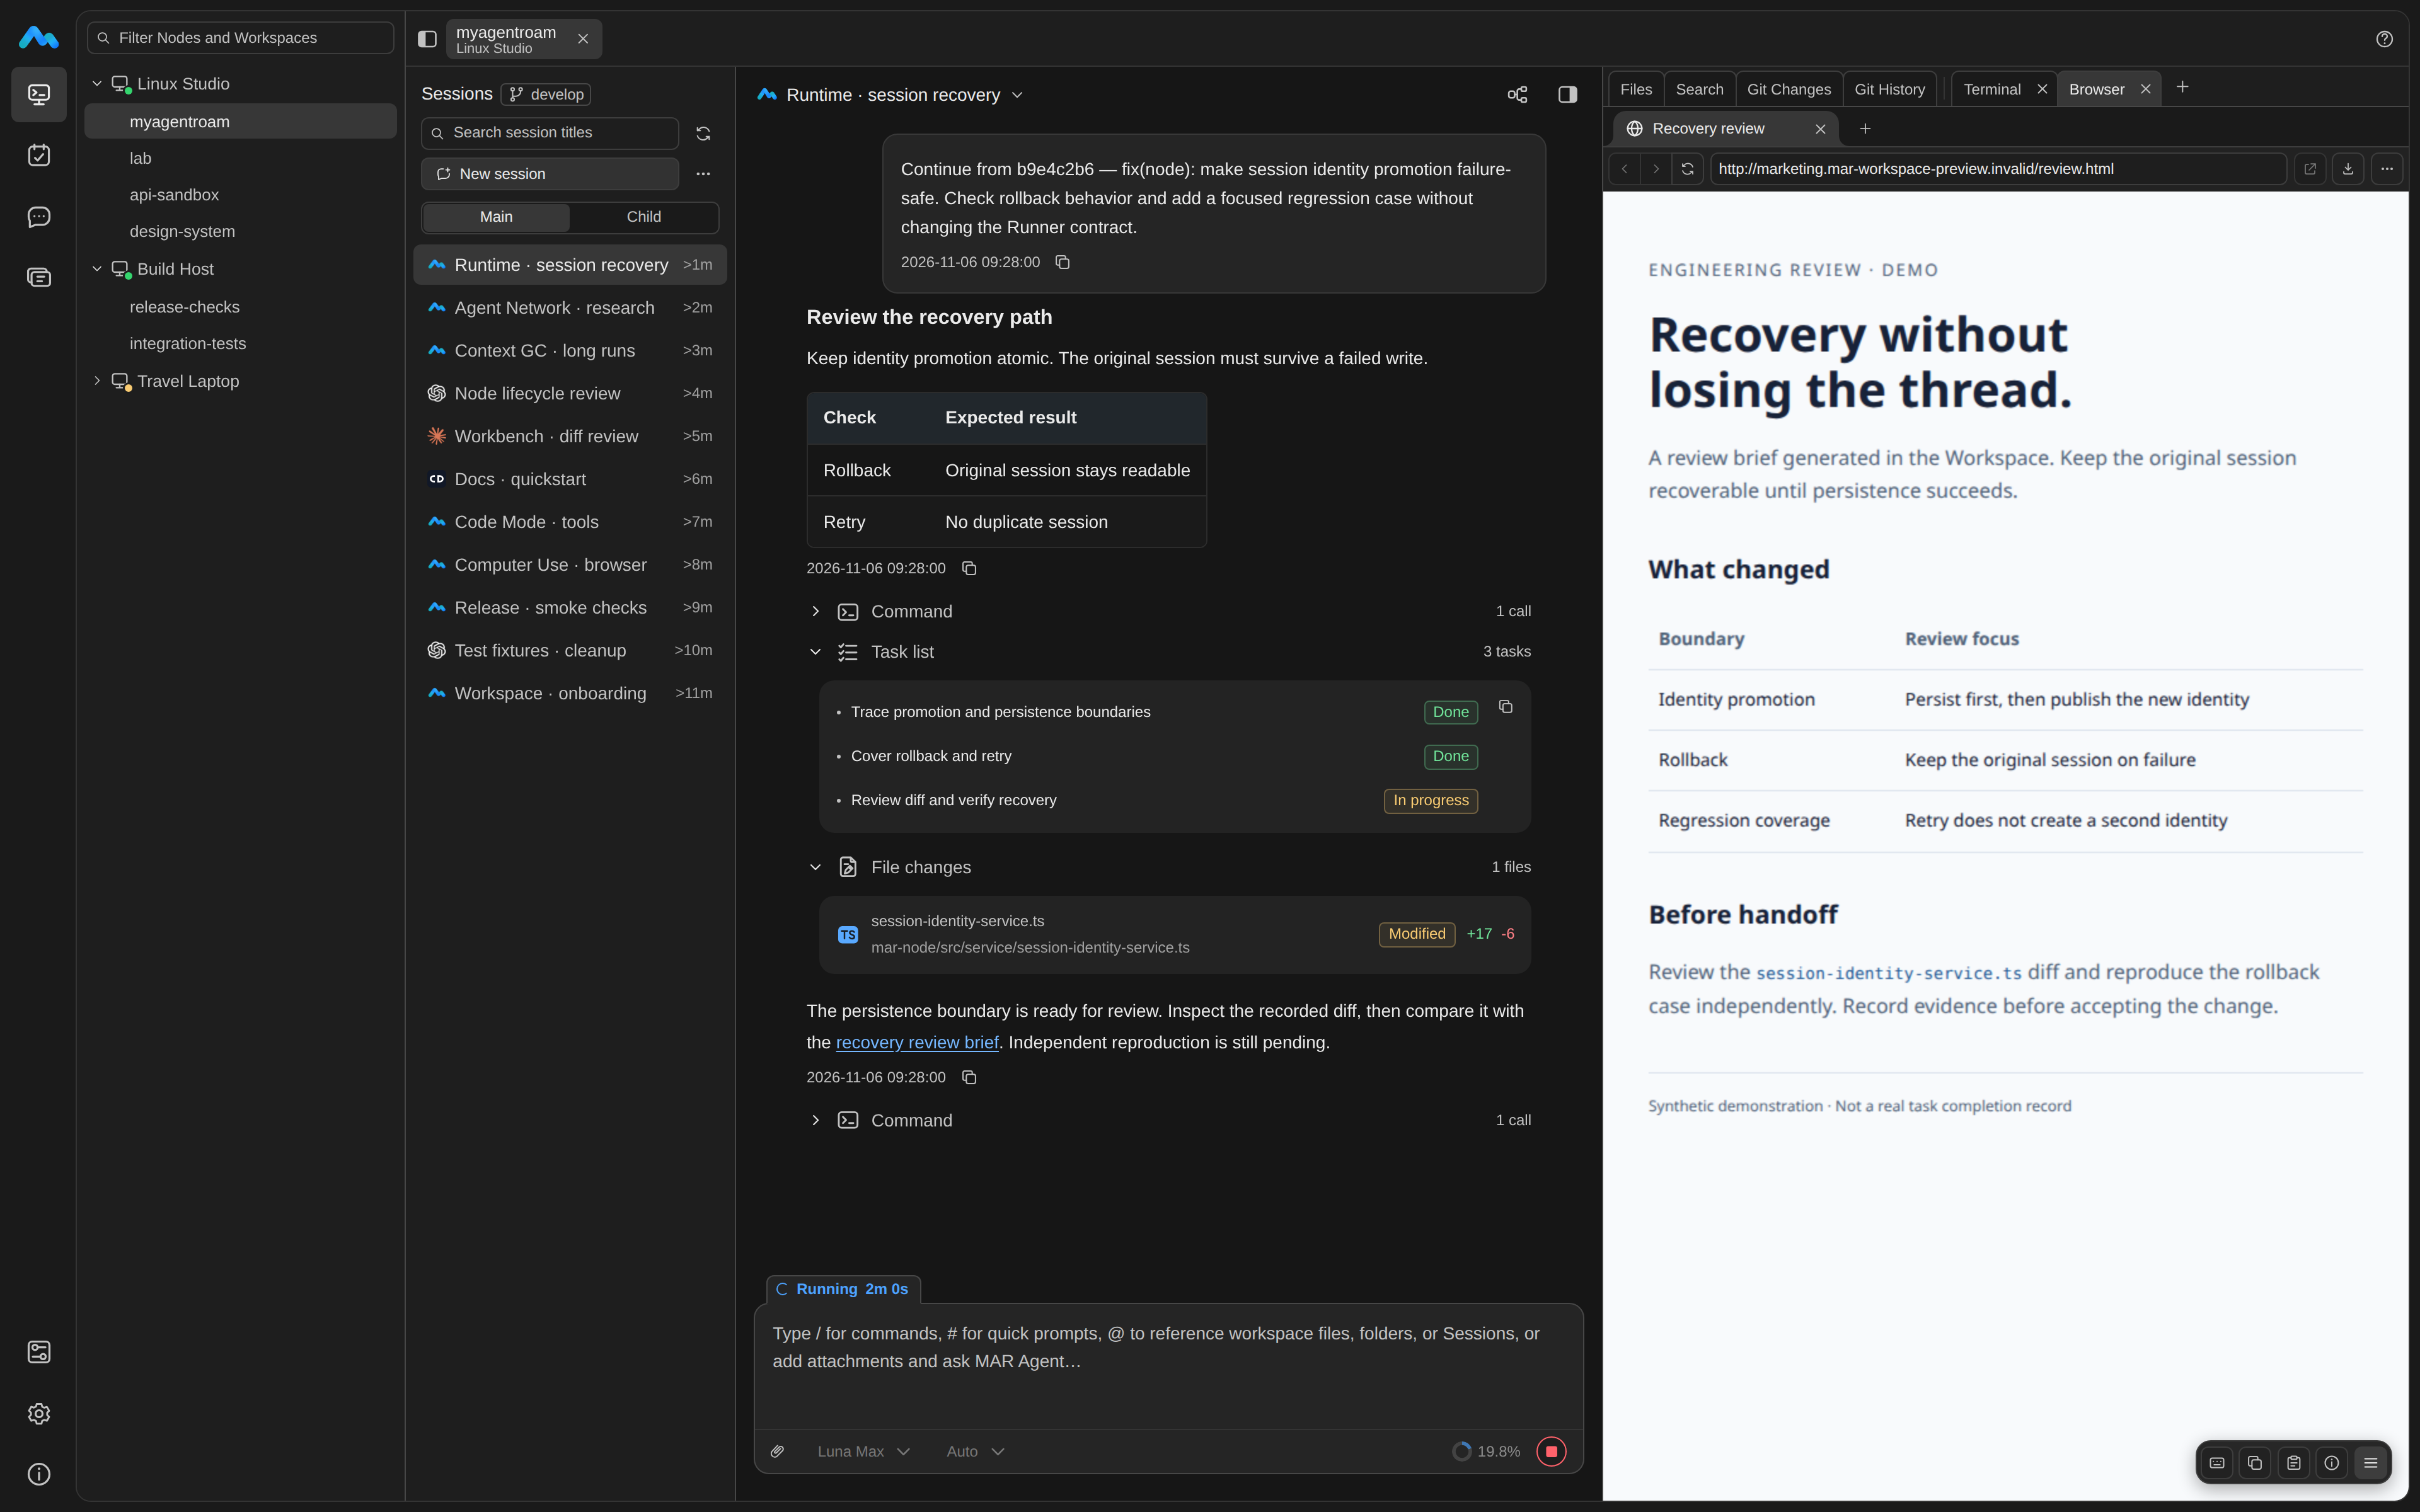 Filter Nodes and Workspaces
Linux Studio
myagentroam
lab
api-sandbox
design-system
Build Host
release-checks
integration-tests
Travel Laptop
myagentroam
Linux Studio
Sessions
develop
Search session titles
New session
Main
Child
Runtime · session recovery >1m
Agent Network · research >2m
Context GC · long runs >3m
Node lifecycle review >4m
Workbench · diff review >5m
CD Docs · quickstart >6m
Code Mode · tools >7m
Computer Use · browser >8m
Release · smoke checks >9m
Test fixtures · cleanup >10m
Workspace · onboarding >11m
Runtime · session recovery
Continue from b9e4c2b6 — fix(node): make session identity promotion failure-
safe. Check rollback behavior and add a focused regression case without
changing the Runner contract.
2026-11-06 09:28:00
Review the recovery path
Keep identity promotion atomic. The original session must survive a failed write.
Check Expected result
Rollback Original session stays readable
Retry No duplicate session
2026-11-06 09:28:00
Command 1 call
Task list 3 tasks
• Trace promotion and persistence boundaries Done
• Cover rollback and retry Done
• Review diff and verify recovery In progress
File changes 1 files
TS
session-identity-service.ts
mar-node/src/service/session-identity-service.ts
Modified +17 -6
The persistence boundary is ready for review. Inspect the recorded diff, then compare it with
the recovery review brief. Independent reproduction is still pending.
2026-11-06 09:28:00
Command 1 call
Running 2m 0s
Type / for commands, # for quick prompts, @ to reference workspace files, folders, or Sessions, or
add attachments and ask MAR Agent…
Luna Max Auto 19.8%
Files Search Git Changes Git History Terminal Browser
Recovery review
http://marketing.mar-workspace-preview.invalid/review.html
ENGINEERING REVIEW · DEMO
Recovery without
losing the thread.
A review brief generated in the Workspace. Keep the original session
recoverable until persistence succeeds.
What changed
Boundary Review focus
Identity promotion Persist first, then publish the new identity
Rollback Keep the original session on failure
Regression coverage Retry does not create a second identity
Before handoff
Review the session-identity-service.ts diff and reproduce the rollback
case independently. Record evidence before accepting the change.
Synthetic demonstration · Not a real task completion record